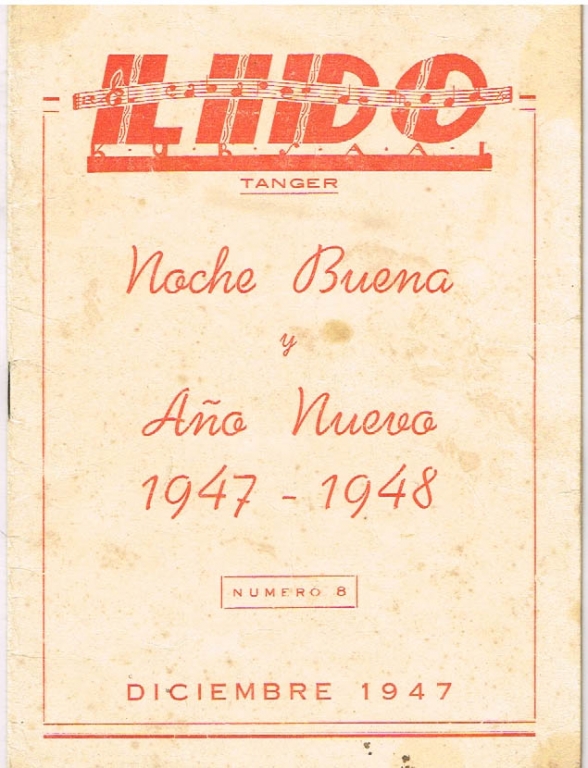 LIDO
K·U·R·S·A·A·L
TANGER
Noche Buena
y
Año Nuevo
1947 - 1948
NUMERO 8
DICIEMBRE 1947